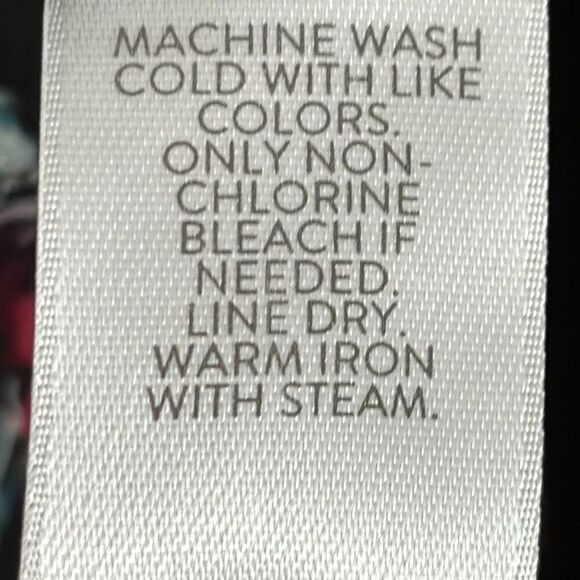 MACHINE WASH
COLD WITH LIKE
COLORS.
ONLY NON-
CHLORINE
BLEACH IF
NEEDED.
LINE DRY.
WARM IRON
WITH STEAM.